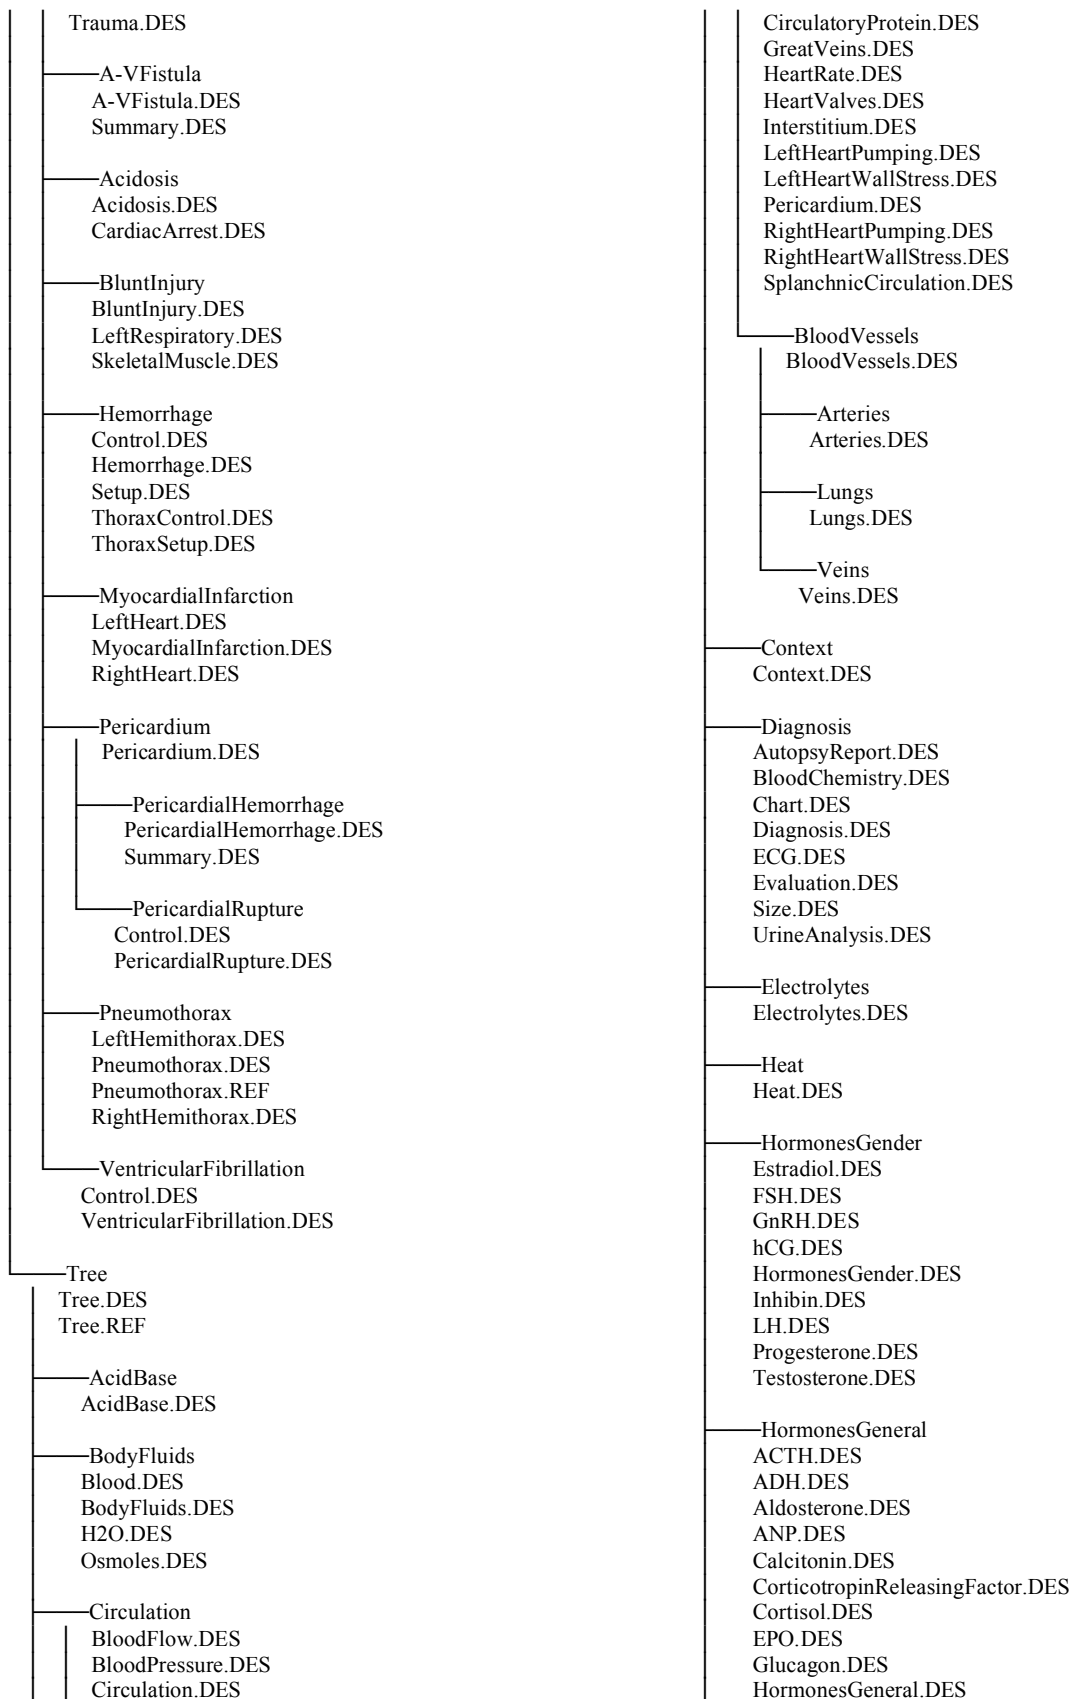 Trauma.DES
A-VFistula
A-VFistula.DES
Summary.DES
Acidosis
Acidosis.DES
CardiacArrest.DES
BluntInjury
BluntInjury.DES
LeftRespiratory.DES
SkeletalMuscle.DES
Hemorrhage
Control.DES
Hemorrhage.DES
Setup.DES
ThoraxControl.DES
ThoraxSetup.DES
MyocardialInfarction
LeftHeart.DES
MyocardialInfarction.DES
RightHeart.DES
Pericardium
Pericardium.DES
PericardialHemorrhage
PericardialHemorrhage.DES
Summary.DES
PericardialRupture
Control.DES
PericardialRupture.DES
Pneumothorax
LeftHemithorax.DES
Pneumothorax.DES
Pneumothorax.REF
RightHemithorax.DES
VentricularFibrillation
Control.DES
VentricularFibrillation.DES
Tree
Tree.DES
Tree.REF
AcidBase
AcidBase.DES
BodyFluids
Blood.DES
BodyFluids.DES
H2O.DES
Osmoles.DES
Circulation
BloodFlow.DES
BloodPressure.DES
Circulation.DES
CirculatoryProtein.DES
GreatVeins.DES
HeartRate.DES
HeartValves.DES
Interstitium.DES
LeftHeartPumping.DES
LeftHeartWallStress.DES
Pericardium.DES
RightHeartPumping.DES
RightHeartWallStress.DES
SplanchnicCirculation.DES
BloodVessels
BloodVessels.DES
Arteries
Arteries.DES
Lungs
Lungs.DES
Veins
Veins.DES
Context
Context.DES
Diagnosis
AutopsyReport.DES
BloodChemistry.DES
Chart.DES
Diagnosis.DES
ECG.DES
Evaluation.DES
Size.DES
UrineAnalysis.DES
Electrolytes
Electrolytes.DES
Heat
Heat.DES
HormonesGender
Estradiol.DES
FSH.DES
GnRH.DES
hCG.DES
HormonesGender.DES
Inhibin.DES
LH.DES
Progesterone.DES
Testosterone.DES
HormonesGeneral
ACTH.DES
ADH.DES
Aldosterone.DES
ANP.DES
Calcitonin.DES
CorticotropinReleasingFactor.DES
Cortisol.DES
EPO.DES
Glucagon.DES
HormonesGeneral.DES